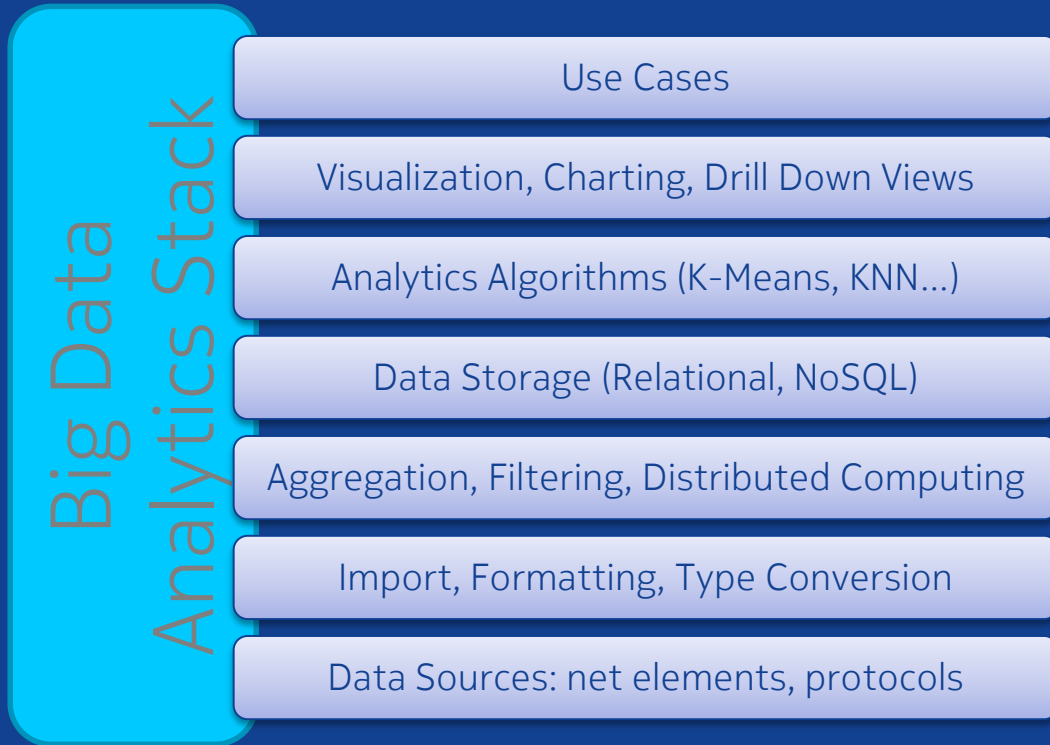 Big Data
Analytics Stack
Use Cases
Visualization, Charting, Drill Down Views
Analytics Algorithms (K-Means, KNN...)
Data Storage (Relational, NoSQL)
Aggregation, Filtering, Distributed Computing
Import, Formatting, Type Conversion
Data Sources: net elements, protocols